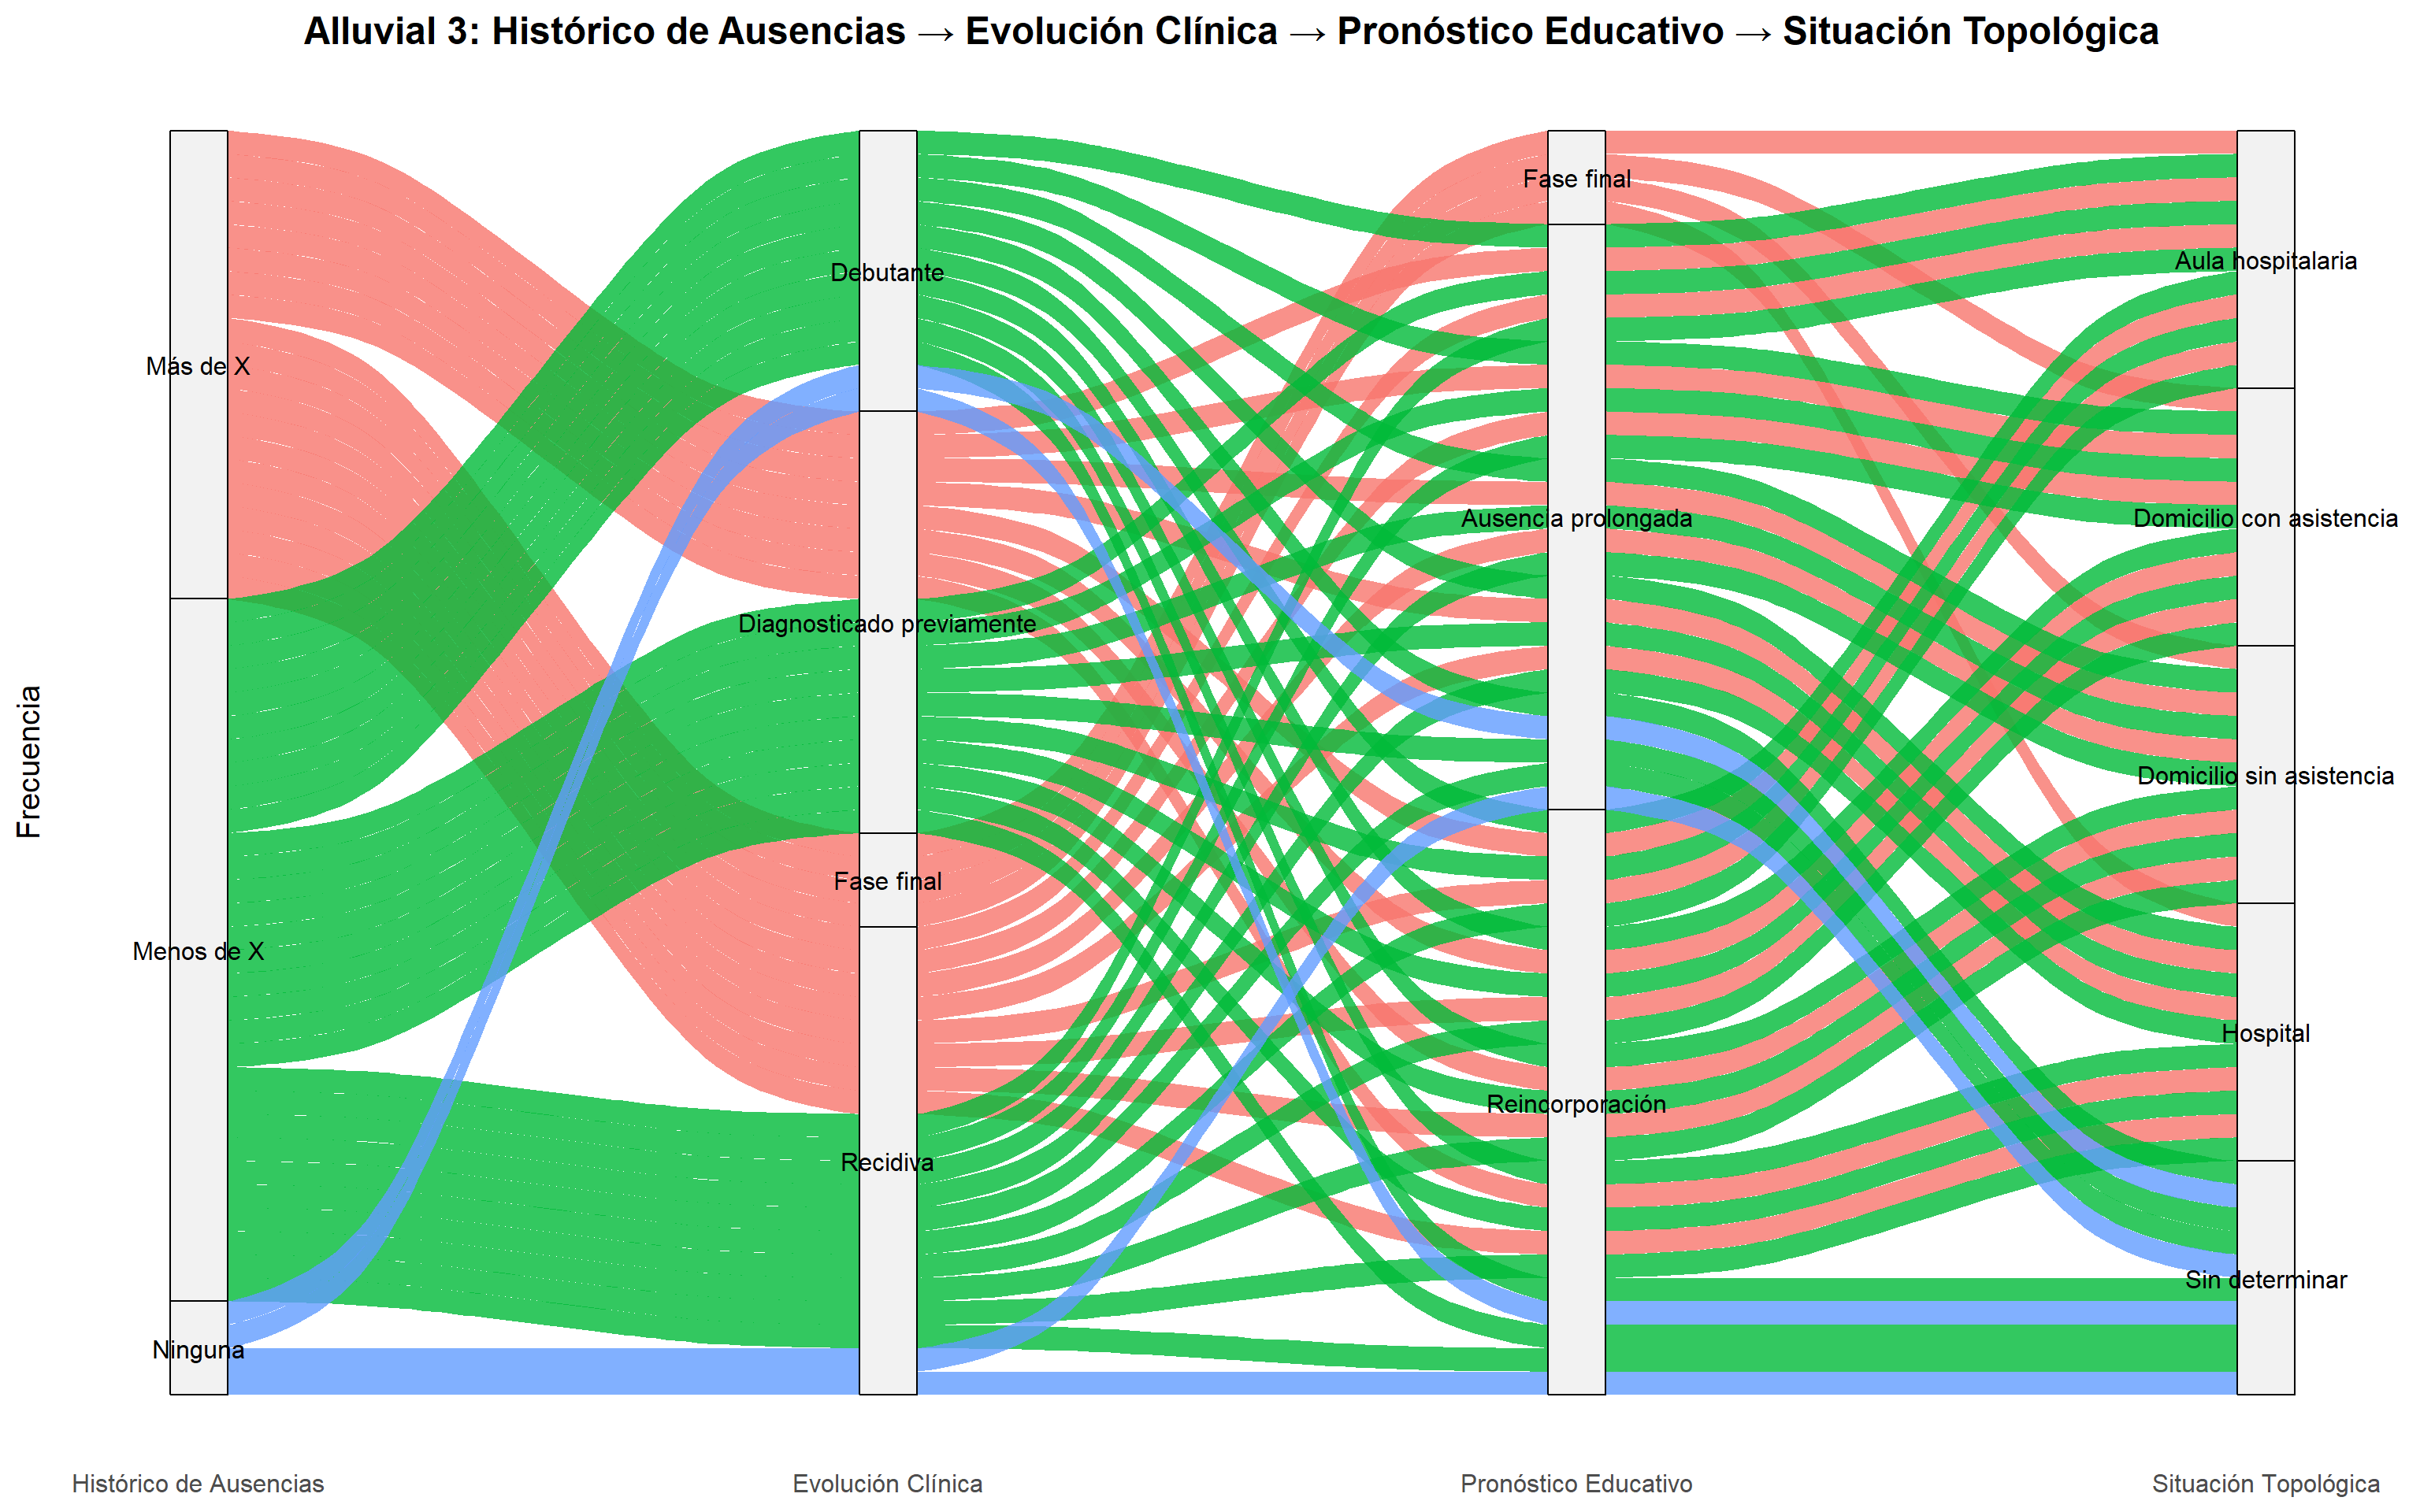 Alluvial 3: Histórico de Ausencias → Evolución Clínica → Pronóstico Educativo → Situación Topológica
Frecuencia
Más de X
Menos de X
Ninguna
Debutante
Diagnosticado previamente
Fase final
Recidiva
Fase final
Ausencia prolongada
Reincorporación
Aula hospitalaria
Domicilio con asistencia
Domicilio sin asistencia
Hospital
Sin determinar
Histórico de Ausencias
Evolución Clínica
Pronóstico Educativo
Situación Topológica